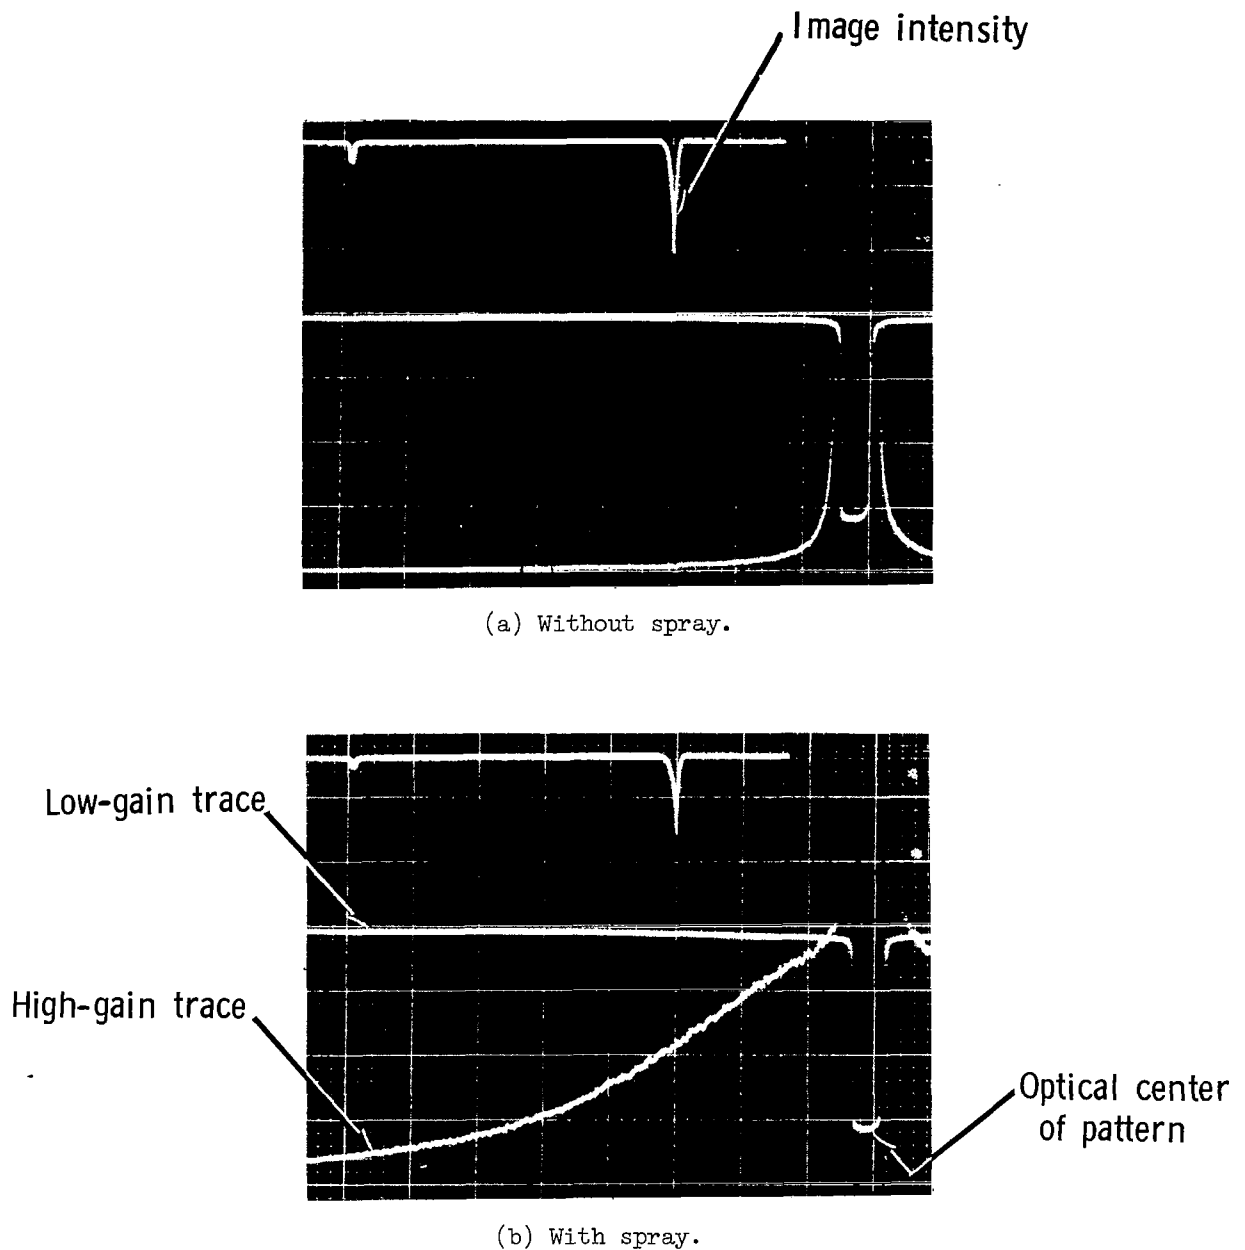 Image intensity
(a) Without spray.
Low-gain trace
High-gain trace
Optical center
of pattern
(b) With spray.